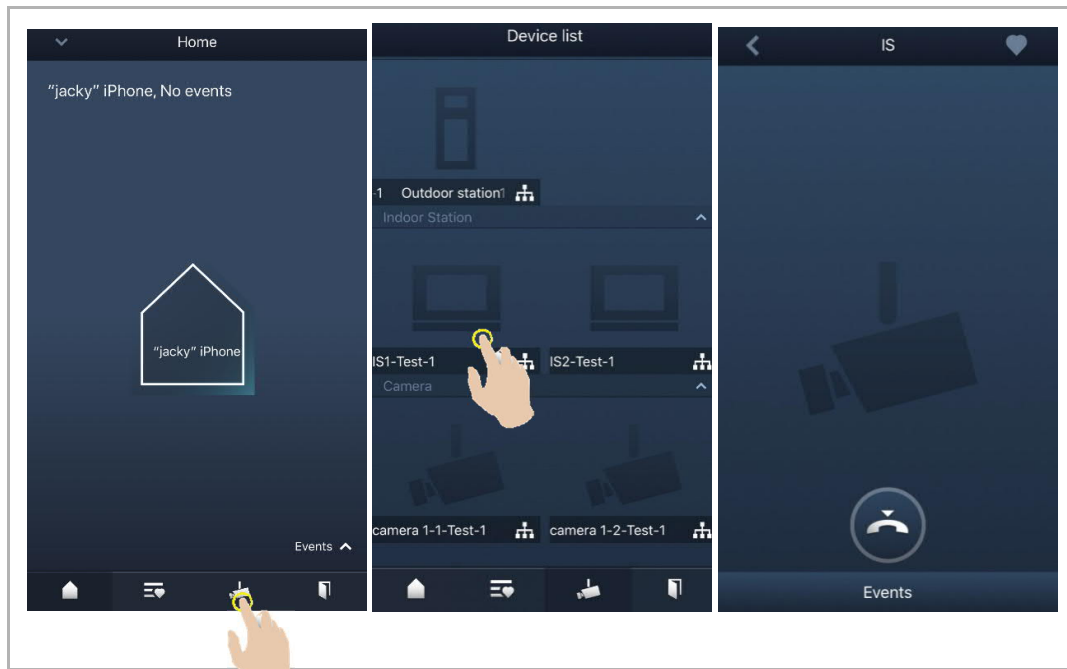 Home
"jacky" iPhone, No events
"jacky" iPhone
Events
Device list
-1 Outdoor station1
Indoor Station
IS1-Test-1
IS2-Test-1
Camera
camera 1-1-Test-1
camera 1-2-Test-1
IS
Events